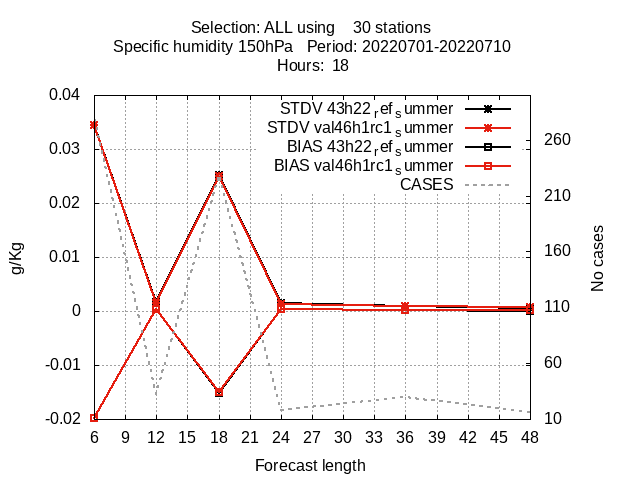 Selection: ALL using 30 stations
Specific humidity 150hPa Period: 20220701-20220710
Hours: 18
STDV 43h22_ref_summer
STDV val46h1rc1_summer
BIAS 43h22_ref_summer
BIAS val46h1rc1_summer
CASES
0.04
0.03
0.02
0.01
0
-0.01
-0.02
g/Kg
260
210
160
110
60
10
No cases
6 9 12 15 18 21 24 27 30 33 36 39 42 45 48
Forecast length